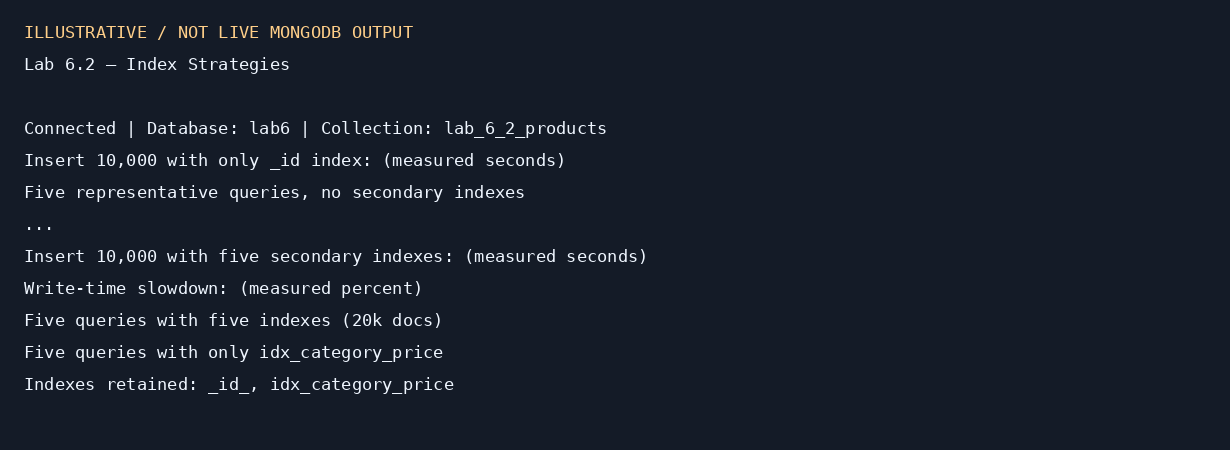 ILLUSTRATIVE / NOT LIVE MONGODB OUTPUT
Lab 6.2 — Index Strategies
Connected | Database: lab6 | Collection: lab_6_2_products
Insert 10,000 with only _id index: (measured seconds)
Five representative queries, no secondary indexes
...
Insert 10,000 with five secondary indexes: (measured seconds)
Write-time slowdown: (measured percent)
Five queries with five indexes (20k docs)
Five queries with only idx_category_price
Indexes retained: _id_, idx_category_price